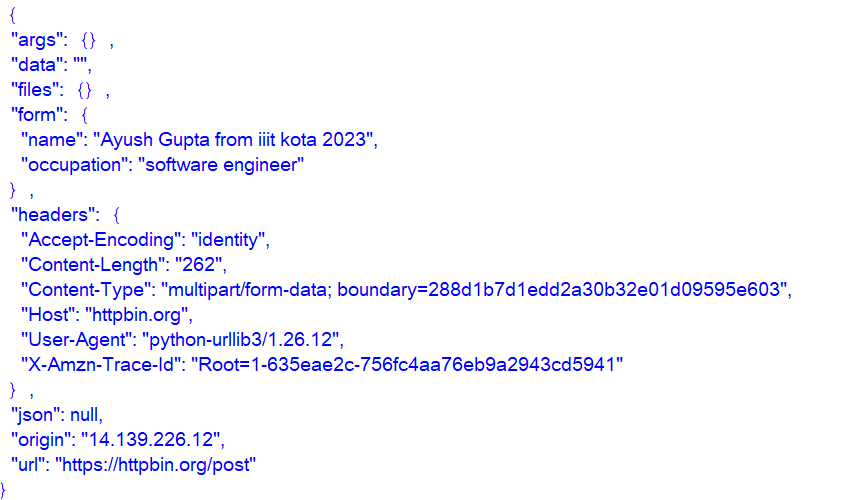 {
"args": {} ,
"data": "",
"files": {} ,
"form": {
"name": "Ayush Gupta from iiit kota 2023",
"occupation": "software engineer"
} ,
"headers": {
"Accept-Encoding": "identity",
"Content-Length": "262",
"Content-Type": "multipart/form-data; boundary=288d1b7d1edd2a30b32e01d09595e603",
"Host": "httpbin.org",
"User-Agent": "python-urllib3/1.26.12",
"X-Amzn-Trace-Id": "Root=1-635eae2c-756fc4aa76eb9a2943cd5941"
} ,
"json": null,
"origin": "14.139.226.12",
"url": "https://httpbin.org/post"
}